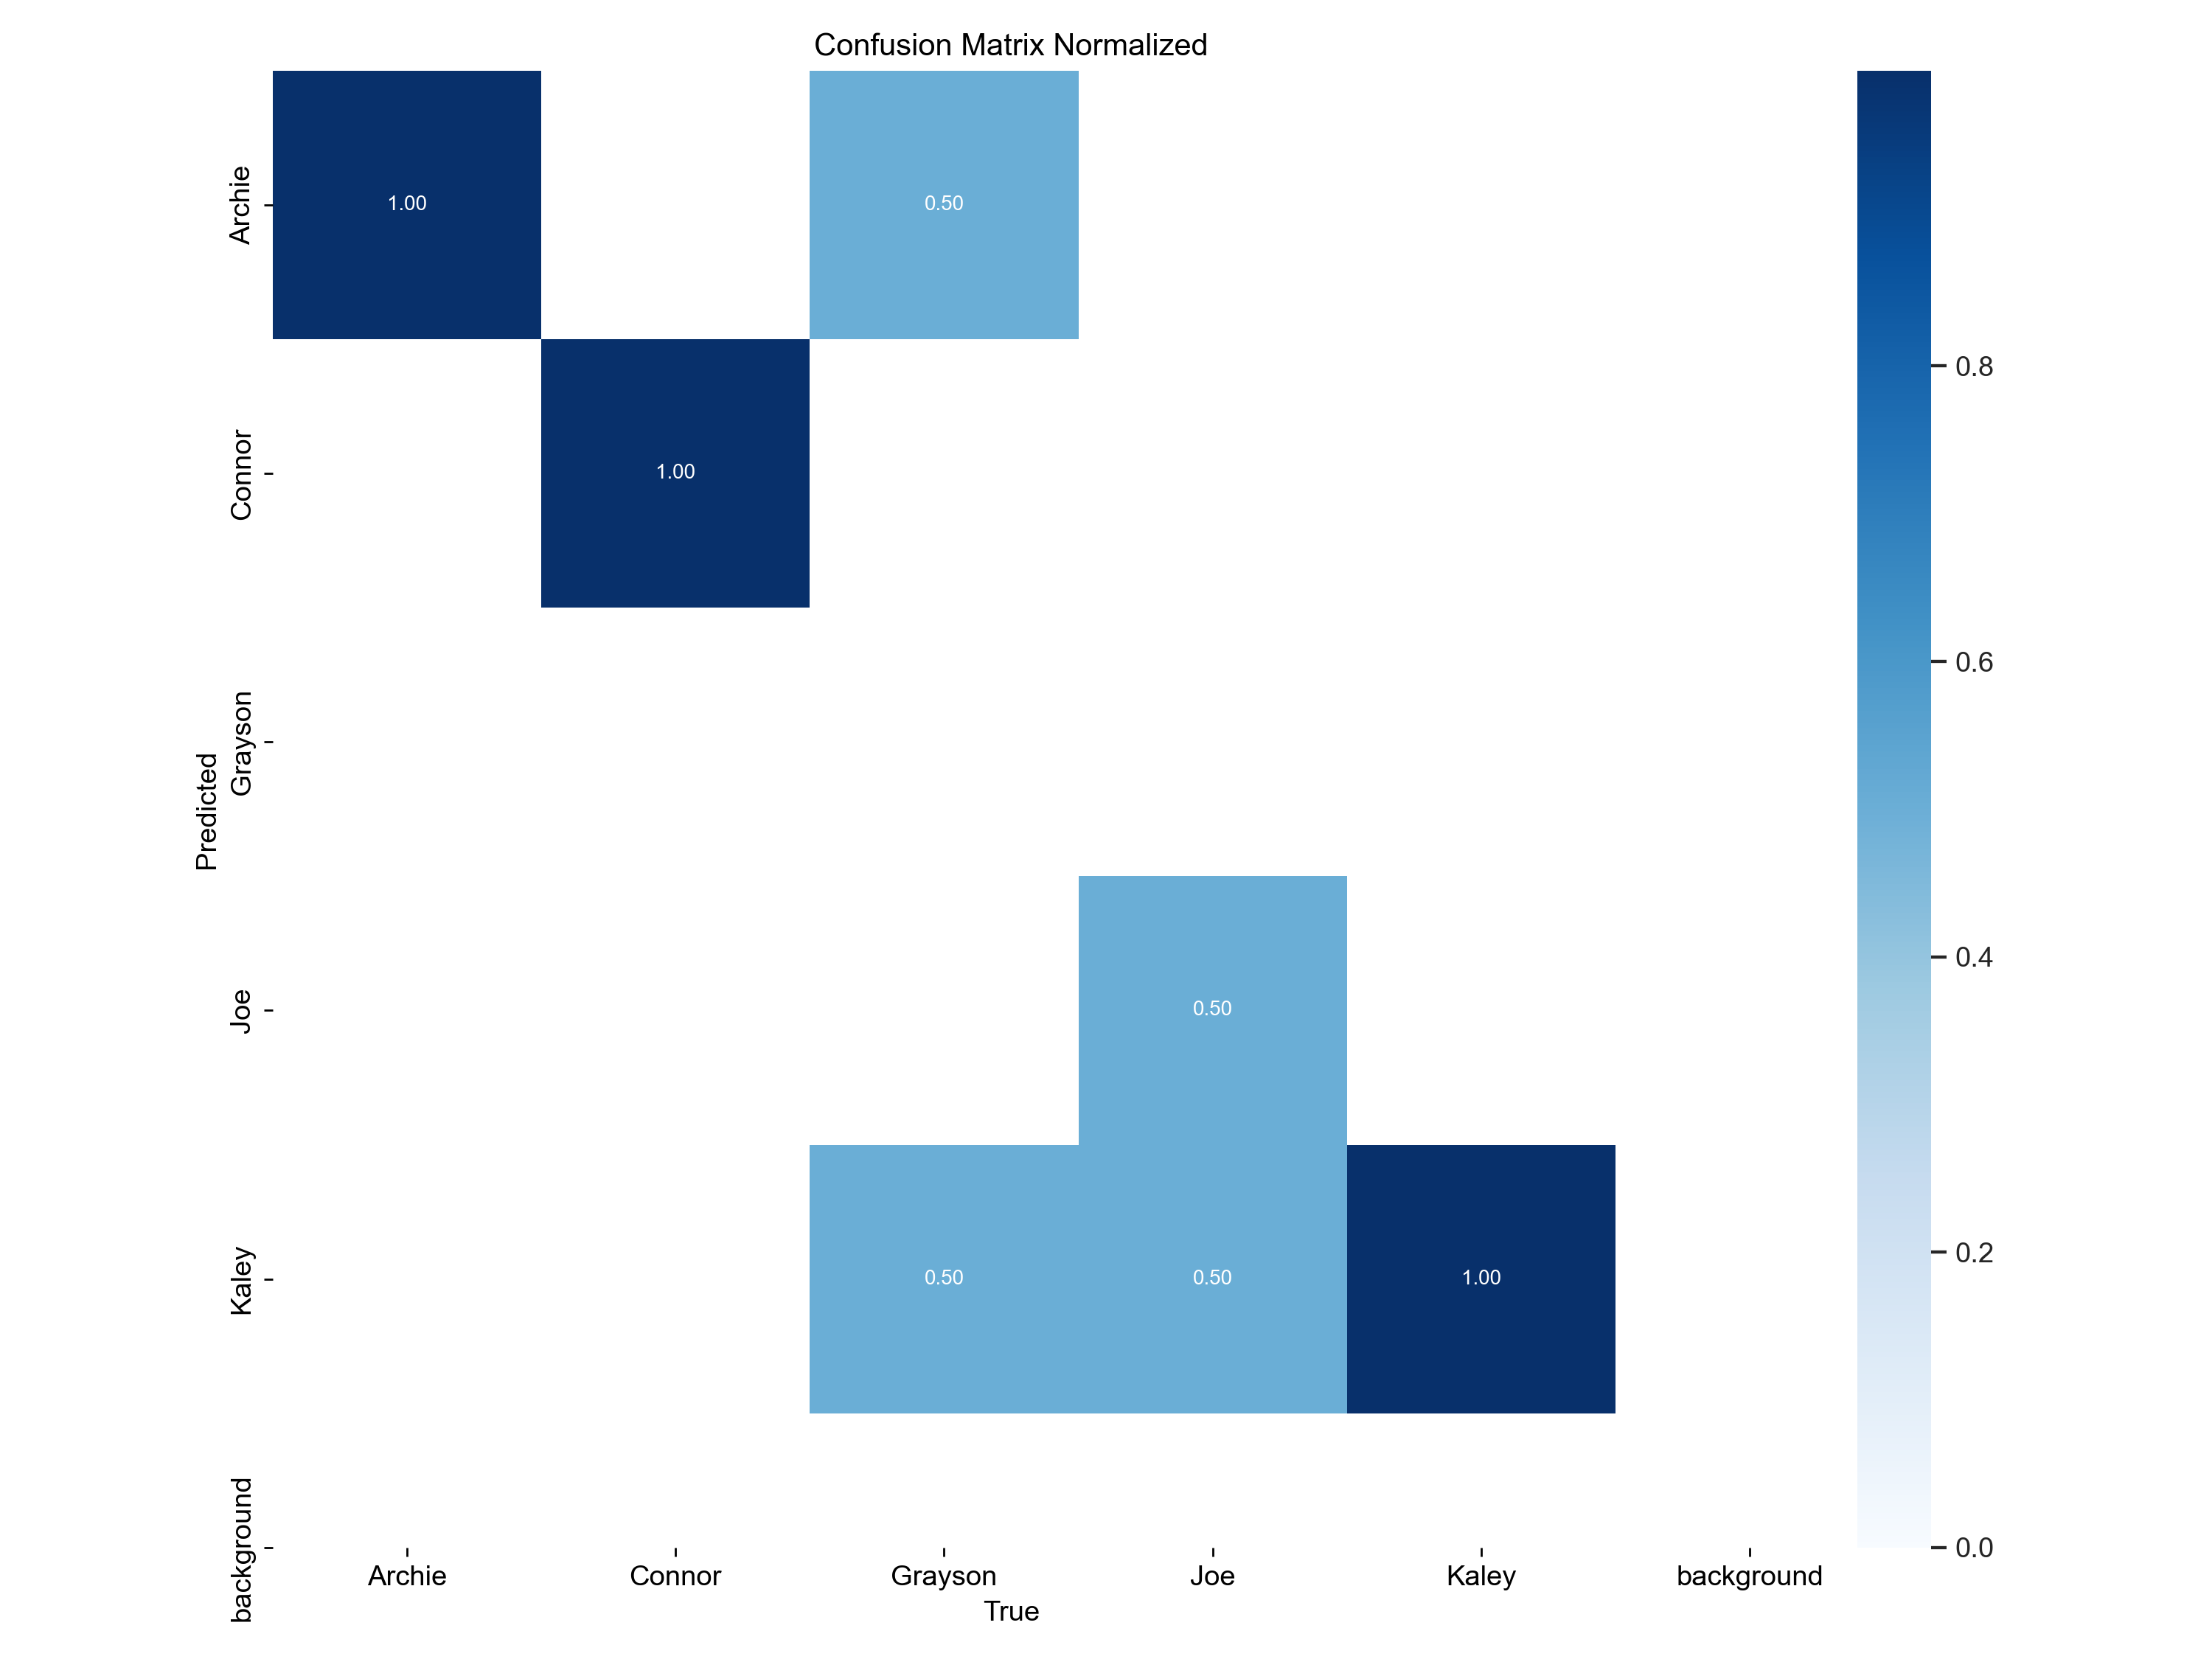 Confusion Matrix Normalized
Predicted
Archie
1.00
0.50
Connor
1.00
Grayson
Joe
0.50
Kaley
0.50
0.50
1.00
background
Archie
Connor
Grayson
Joe
Kaley
background
True
0.8
0.6
0.4
0.2
0.0